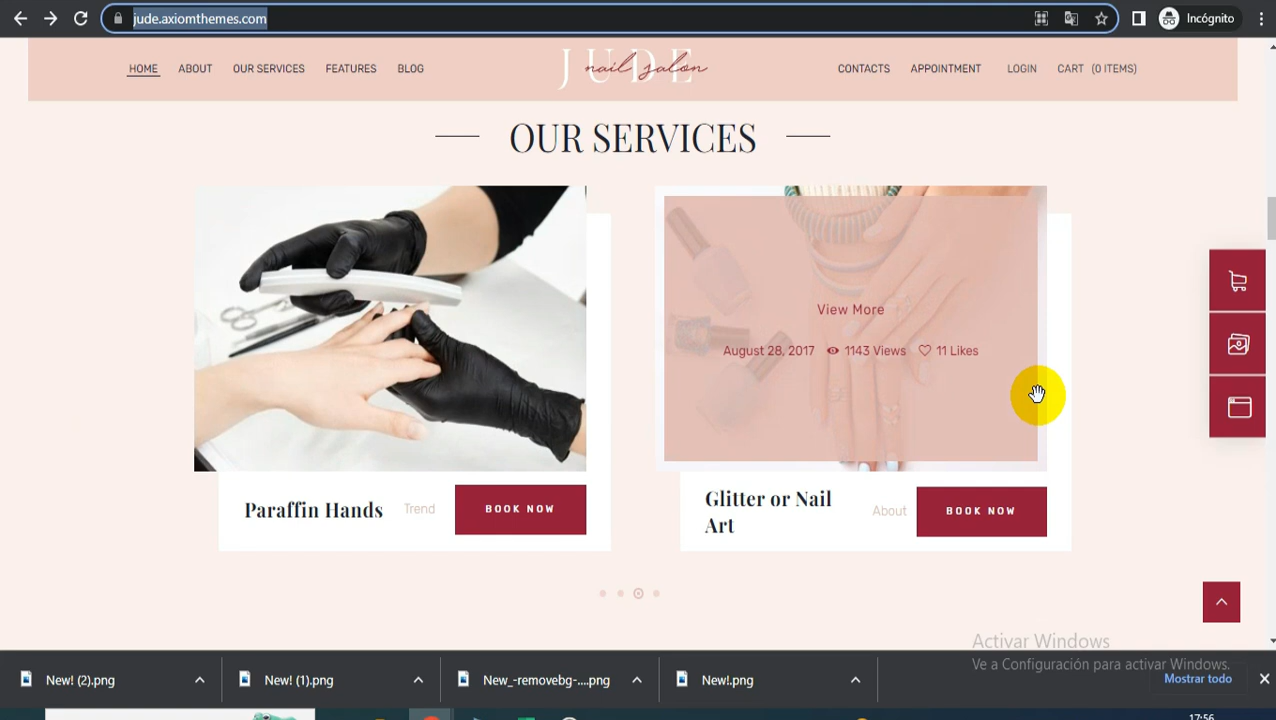 jude.axiomthemes.com
Incógnito
HOME ABOUT OUR SERVICES FEATURES BLOG
JUDE
nail salon
CONTACTS APPOINTMENT LOGIN CART (0 ITEMS)
OUR SERVICES
View More
August 28, 2017 1143 Views 11 Likes
Paraffin Hands Trend BOOK NOW
Glitter or Nail
Art
About BOOK NOW
Activar Windows
Ve a Configuración para activar Windows.
New! (2).png New! (1).png New_-removebg-....png New!.png Mostrar todo
17:56